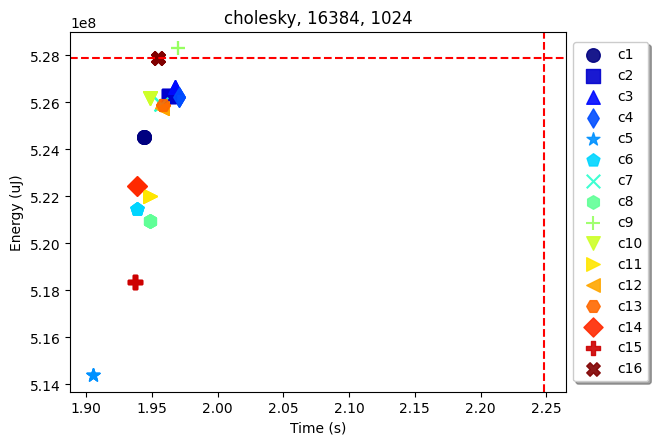 cholesky, 16384, 1024
1e8
5.28
5.26
5.24
5.22
5.20
5.18
5.16
5.14
Energy (uJ)
1.90 1.95 2.00 2.05 2.10 2.15 2.20 2.25
Time (s)
c1
c2
c3
c4
c5
c6
c7
c8
c9
c10
c11
c12
c13
c14
c15
c16